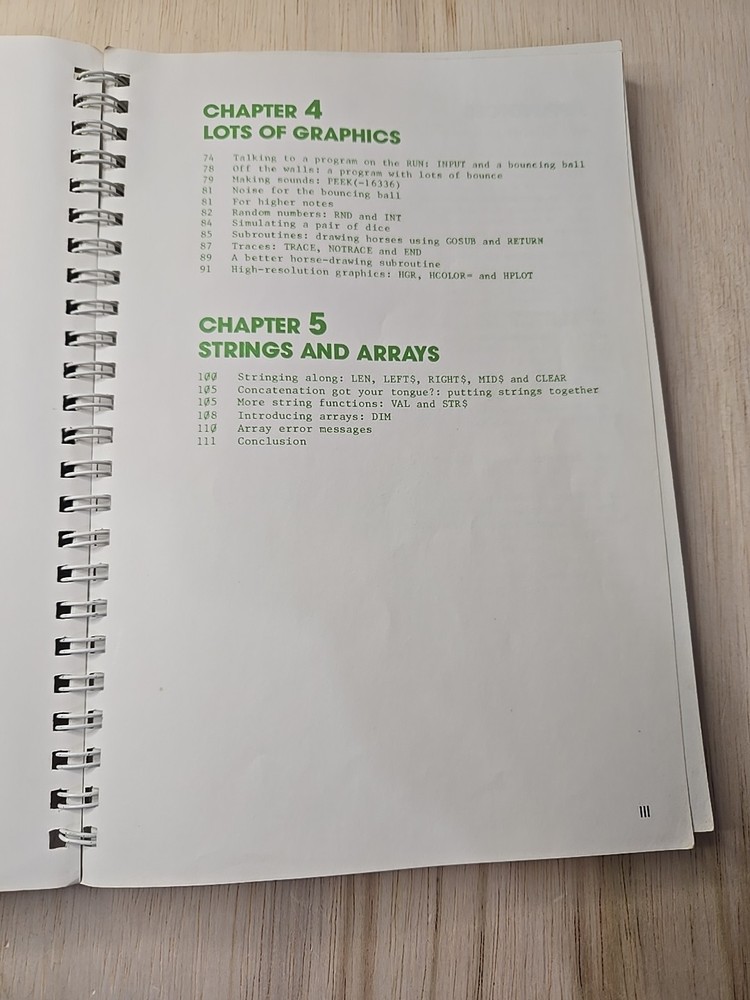 CHAPTER 4
LOTS OF GRAPHICS
74 Talking to a program on the RUN: INPUT and a bouncing ball
78 Off the walls: a program with lots of bounce
79 Making sounds: PEEK(-16336)
81 Noise for the bouncing ball
81 For higher notes
82 Random numbers: RND and INT
84 Simulating a pair of dice
85 Subroutines: drawing horses using GOSUB and RETURN
87 Traces: TRACE, NOTRACE and END
89 A better horse-drawing subroutine
91 High-resolution graphics: HGR, HCOLOR= and HPLOT
CHAPTER 5
STRINGS AND ARRAYS
100 Stringing along: LEN, LEFT$, RIGHT$, MID$ and CLEAR
105 Concatenation got your tongue?: putting strings together
105 More string functions: VAL and STR$
108 Introducing arrays: DIM
110 Array error messages
111 Conclusion
III